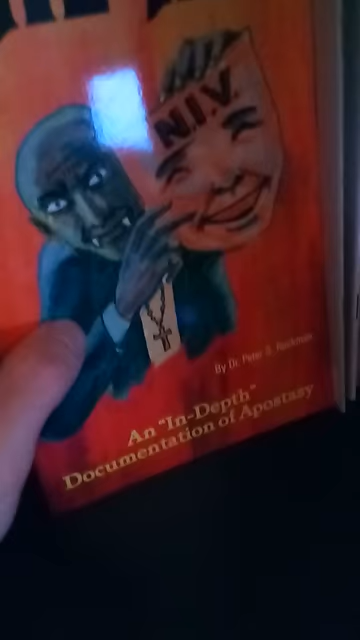 N.I.V.
By Dr. Peter S. Ruckman
An "In-Depth"
Documentation of Apostasy